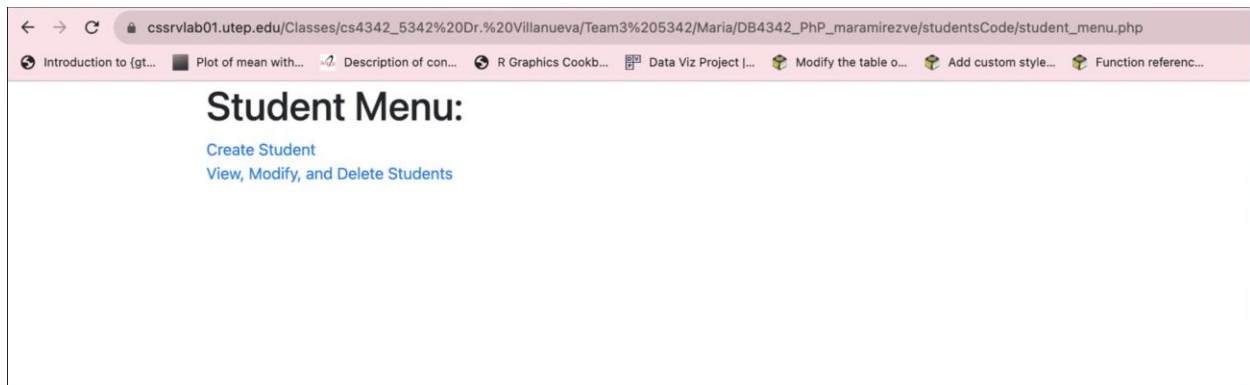 cssrvlab01.utep.edu/Classes/cs4342_5342%20Dr.%20Villanueva/Team3%205342/Maria/DB4342_PhP_maramirezve/studentsCode/student_menu.php
Introduction to {gt... Plot of mean with... Description of con... R Graphics Cookb... Data Viz Project |... Modify the table o... Add custom style... Function referenc...
Student Menu:
Create Student
View, Modify, and Delete Students